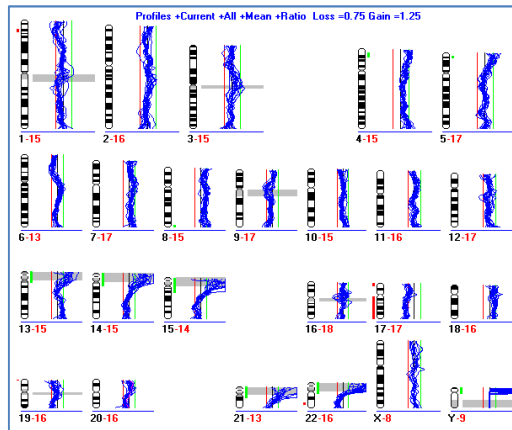 Profiles +Current +All +Mean +Ratio Loss =0.75 Gain =1.25
1-15 2-16 3-15 4-15 5-17
6-13 7-17 8-15 9-17 10-15 11-16 12-17
13-15 14-15 15-14 16-18 17-17 18-16
19-16 20-16 21-13 22-16 X-8 Y-9